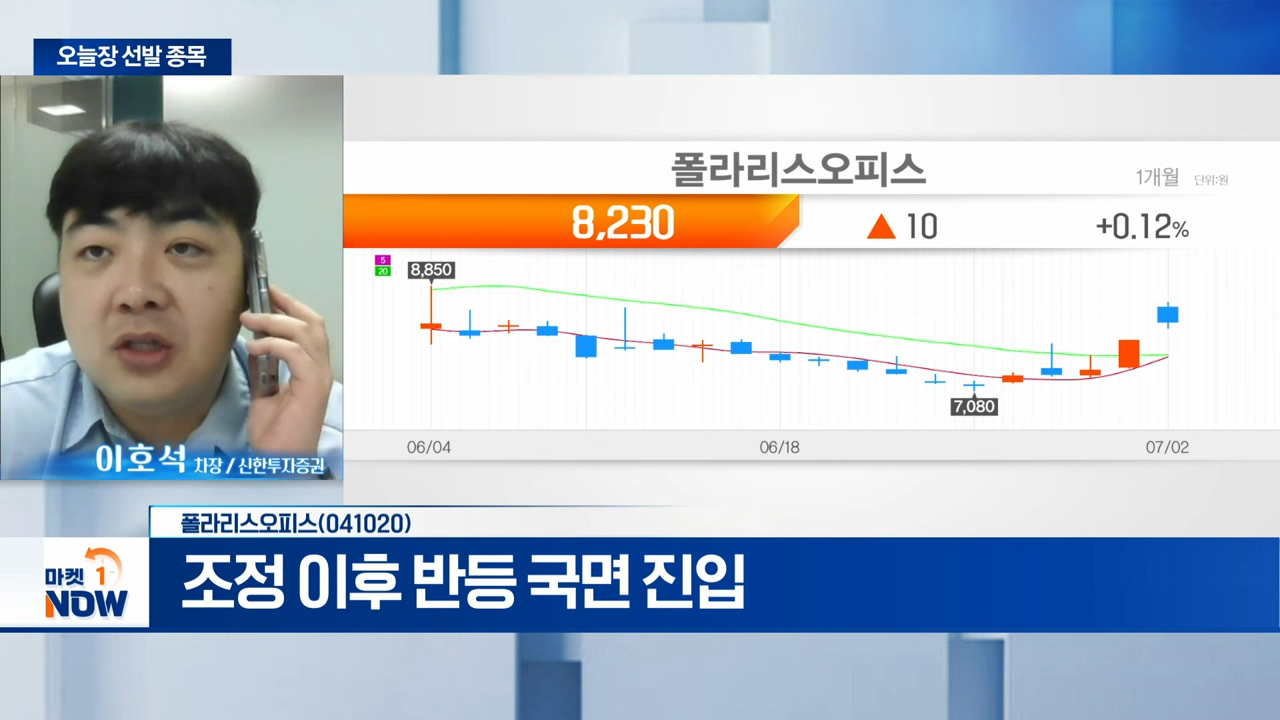 오늘장 선발 종목
폴라리스오피스
1개월 단위:원
8,230 ▲ 10 +0.12%
5
20
8,850
7,080
06/04 06/18 07/02
이호석 차장 / 신한투자증권
폴라리스오피스(041020)
조정 이후 반등 국면 진입
마켓 1
NOW